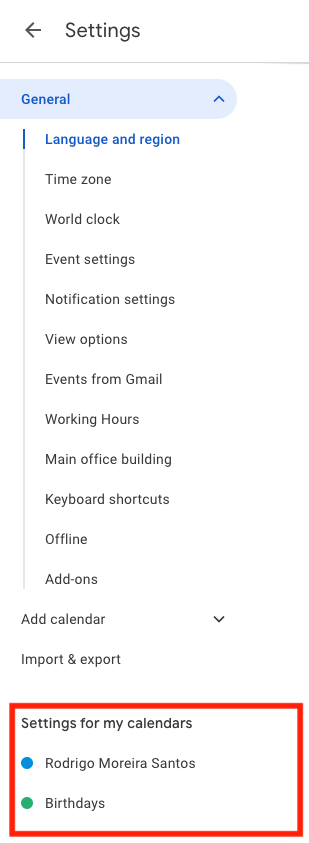 Settings
General
Language and region
Time zone
World clock
Event settings
Notification settings
View options
Events from Gmail
Working Hours
Main office building
Keyboard shortcuts
Offline
Add-ons
Add calendar
Import & export
Settings for my calendars
Rodrigo Moreira Santos
Birthdays